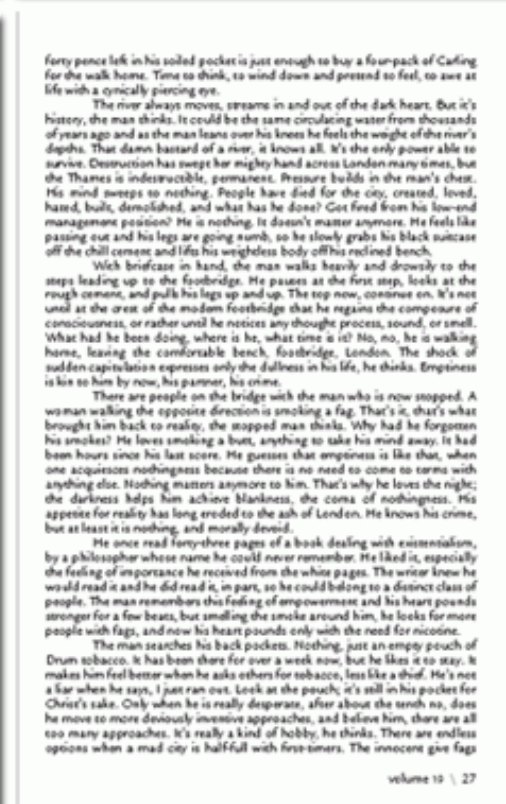 forty pence left in his soiled pocket is just enough to buy a four-pack of Carling
for the walk home. Time to think, to wind down and pretend to feel, to awe at
life with a cynically piercing eye.
The river always moves, streams in and out of the dark heart. But it's
history, the man thinks. It could be the same circulating water from thousands
of years ago and as the man leans over his knees he feels the weight of the river's
depths. That damn bastard of a river, it knows all. It's the only power able to
survive. Destruction has swept her mighty hand across London many times, but
the Thames is indestructible, permanent. Pressure builds in the man's chest.
His mind sweeps to nothing. People have died for the city, created, loved,
hated, built, demolished, and what has he done? Got fired from his low-end
management position? He is nothing. It doesn't matter anymore. He feels like
passing out and his legs are going numb, so he slowly grabs his black suitcase
off the chill cement and lifts his weightless body off his reclined bench.
With briefcase in hand, the man walks heavily and drowsily to the
steps leading up to the footbridge. He pauses at the first step, looks at the
rough cement, and pulls his legs up and up. The top now, continue on. It's not
until at the crest of the modern footbridge that he regains the composure of
consciousness, or rather until he notices any thought process, sound, or smell.
What had he been doing, where is he, what time is it? No, no, he is walking
home, leaving the comfortable bench, footbridge, London. The shock of
sudden capitulation expresses only the dullness in his life, he thinks. Emptiness
is kin to him by now, his partner, his crime.
There are people on the bridge with the man who is now stopped. A
woman walking the opposite direction is smoking a fag. That's it, that's what
brought him back to reality, the stopped man thinks. Why had he forgotten
his smokes? He loves smoking a butt, anything to take his mind away. It had
been hours since his last score. He guesses that emptiness is like that, when
one acquiesces nothingness because there is no need to come to terms with
anything else. Nothing matters anymore to him. That's why he loves the night;
the darkness helps him achieve blankness, the coma of nothingness. His
appetite for reality has long eroded to the ash of London. He knows his crime,
but at least it is nothing, and morally devoid.
He once read forty-three pages of a book dealing with existentialism,
by a philosopher whose name he could never remember. He liked it, especially
the feeling of importance he received from the white pages. The writer knew he
would read it and he did read it, in part, so he could belong to a distinct class of
people. The man remembers this feeling of empowerment and his heart pounds
stronger for a few beats, but smelling the smoke around him, he looks for more
people with fags, and now his heart pounds only with the need for nicotine.
The man searches his back pockets. Nothing, just an empty pouch of
Drum tobacco. It has been there for over a week now, but he likes it to stay. It
makes him feel better when he asks others for tobacco, less like a thief. He's not
a liar when he says, I just ran out. Look at the pouch; it's still in his pocket for
Christ's sake. Only when he is really desperate, after about the tenth no, does
he move to more deviously inventive approaches, and believe him, there are all
too many approaches. It's really a kind of hobby, he thinks. There are endless
options when a mad city is half-full with first-timers. The innocent give fags
volume 19 \ 27